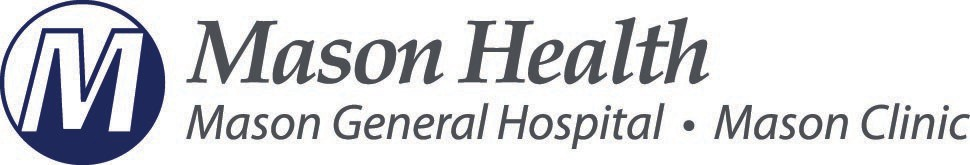 M
Mason Health
Mason General Hospital • Mason Clinic